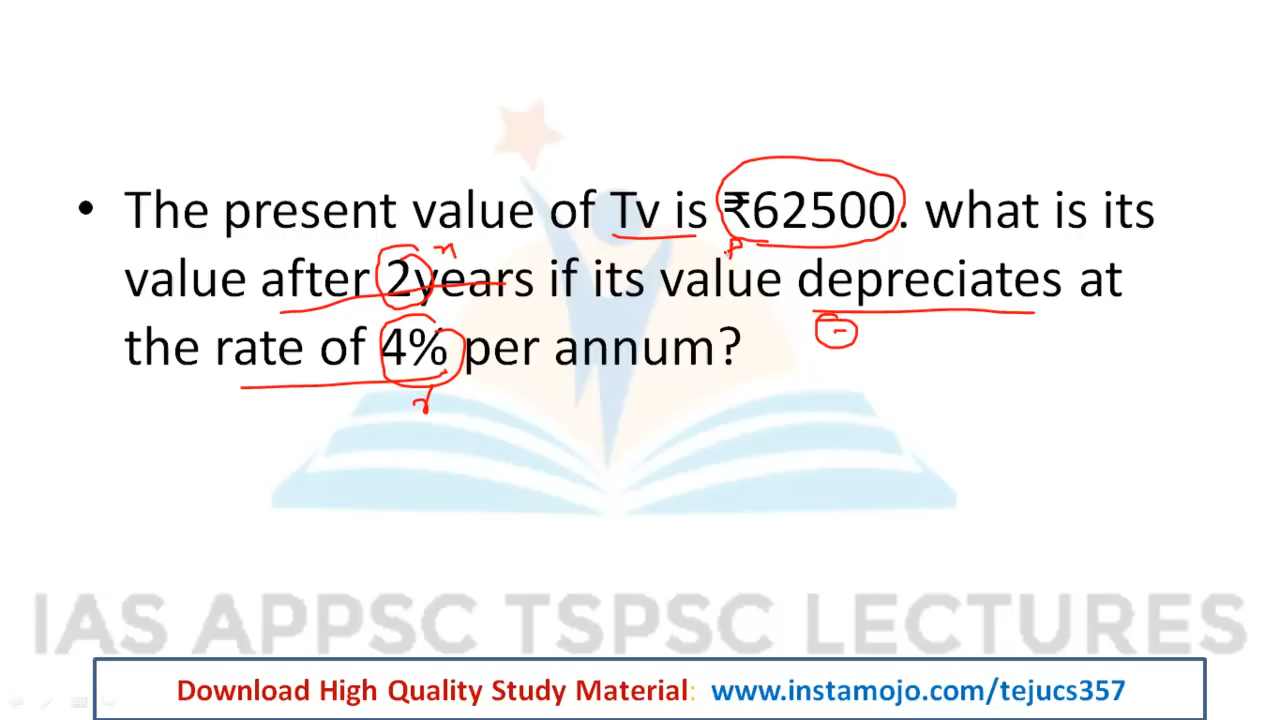 • The present value of Tv is ₹62500. what is its
P
n
value after 2years if its value depreciates at
-
the rate of 4% per annum?
r
IAS APPSC TSPSC LECTURES
Download High Quality Study Material: www.instamojo.com/tejucs357